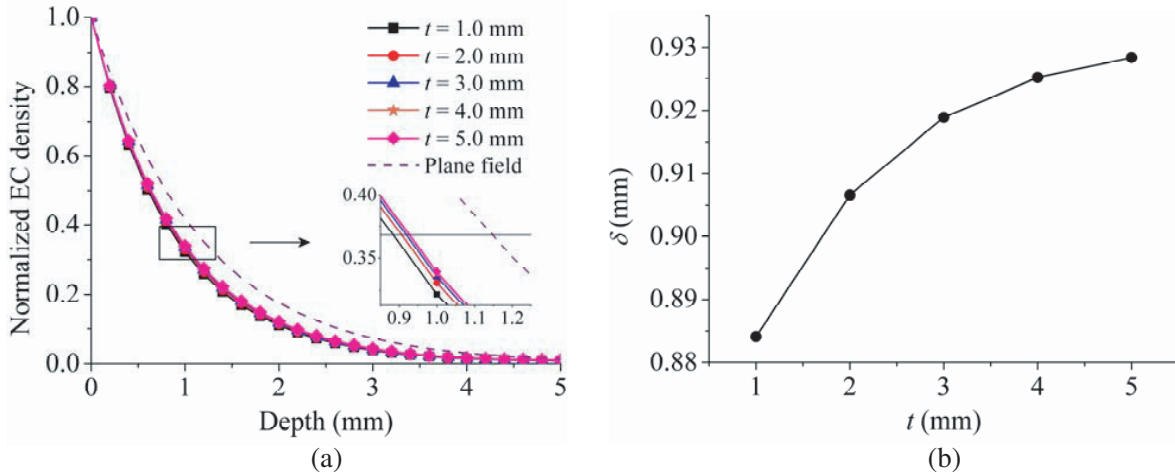 1.0
0.8
0.6
0.4
0.2
0.0
Normalized EC density
t = 1.0 mm
t = 2.0 mm
t = 3.0 mm
t = 4.0 mm
t = 5.0 mm
Plane field
0.40
0.35
0.9 1.0 1.1 1.2
0 1 2 3 4 5
Depth (mm)
(a)
0.93
0.92
0.91
0.90
0.89
0.88
δ (mm)
1 2 3 4 5
t (mm)
(b)